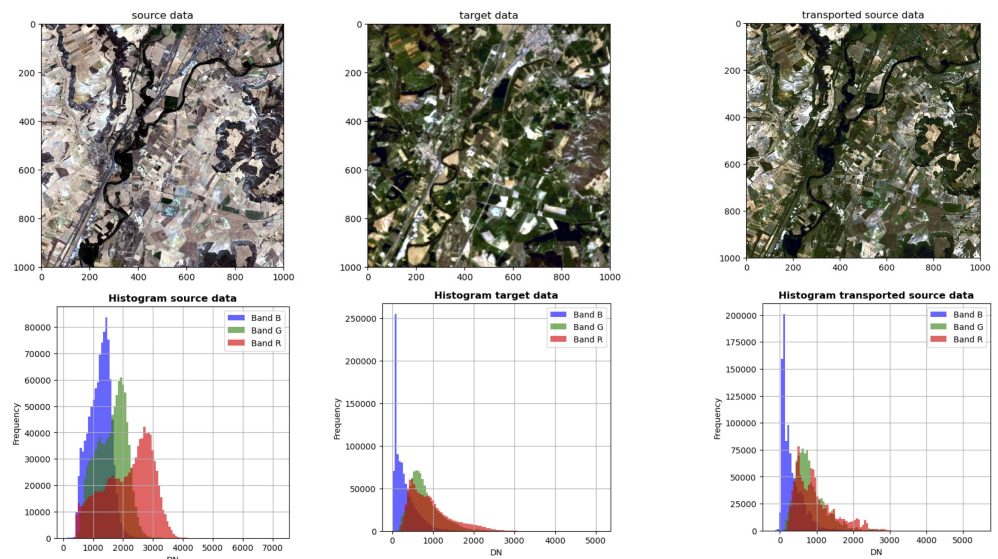 source data
target data
transported source data
0
200
400
600
800
1000
0 200 400 600 800 1000
0
200
400
600
800
1000
0 200 400 600 800 1000
0
200
400
600
800
1000
0 200 400 600 800 1000
Histogram source data
Band B
Band G
Band R
Frequency
80000
70000
60000
50000
40000
30000
20000
10000
0
0 1000 2000 3000 4000 5000 6000 7000
DN
Histogram target data
Band B
Band G
Band R
Frequency
250000
200000
150000
100000
50000
0
0 1000 2000 3000 4000 5000
DN
Histogram transported source data
Band B
Band G
Band R
Frequency
200000
175000
150000
125000
100000
75000
50000
25000
0
0 1000 2000 3000 4000 5000
DN